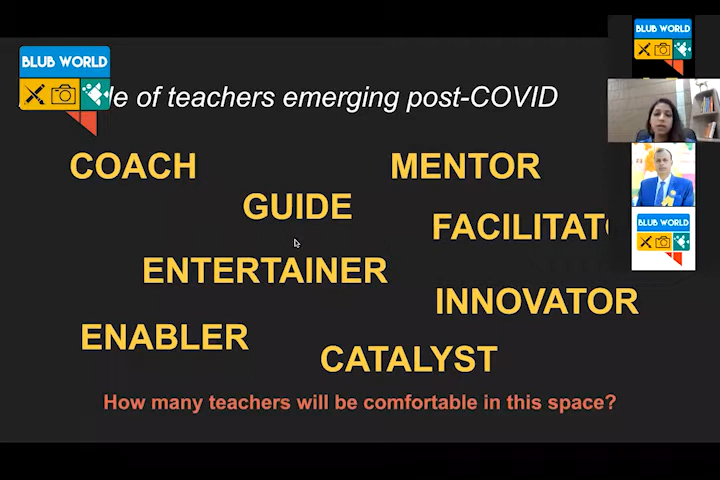 BLUB WORLD
BLUB WORLD
le of teachers emerging post-COVID
COACH
MENTOR
GUIDE
FACILITATO
BLUB WORLD
ENTERTAINER
INNOVATOR
ENABLER
CATALYST
How many teachers will be comfortable in this space?